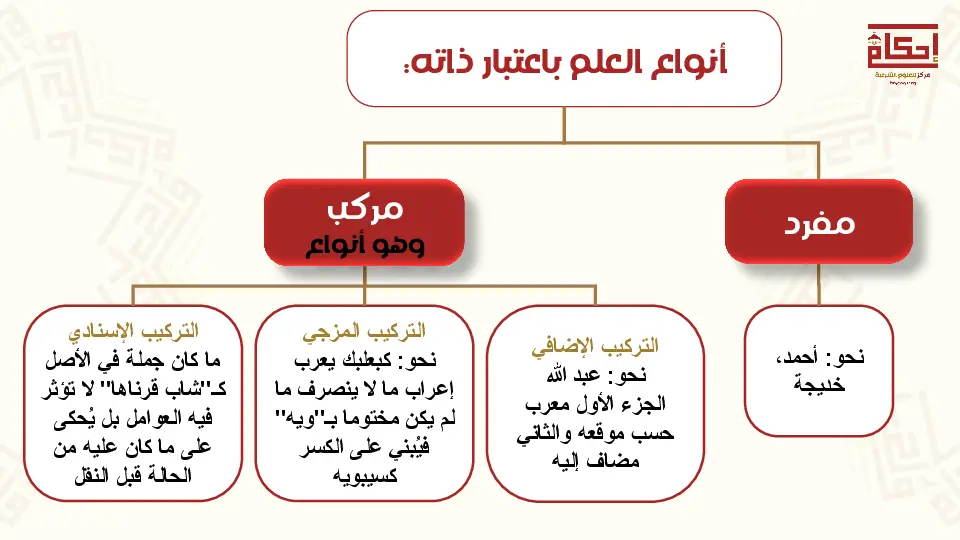 أنواع العلم باعتبار ذاته:
إحكام
مركز للعلوم الشرعية
مفرد
نحو: أحمد،
خديجة
مركب
وهو أنواع
التركيب الإضافي
نحو: عبد الله
الجزء الأول معرب
حسب موقعه والثاني
مضاف إليه
التركيب المزجي
نحو: كبعلبك يعرب
إعراب ما لا ينصرف ما
لم يكن مختوما بـ"ويه"
فيُبني على الكسر
كسيبويه
التركيب الإسنادي
ما كان جملة في الأصل
كـ"شاب قرناها" لا تؤثر
فيه العوامل بل يُحكى
على ما كان عليه من
الحالة قبل النقل